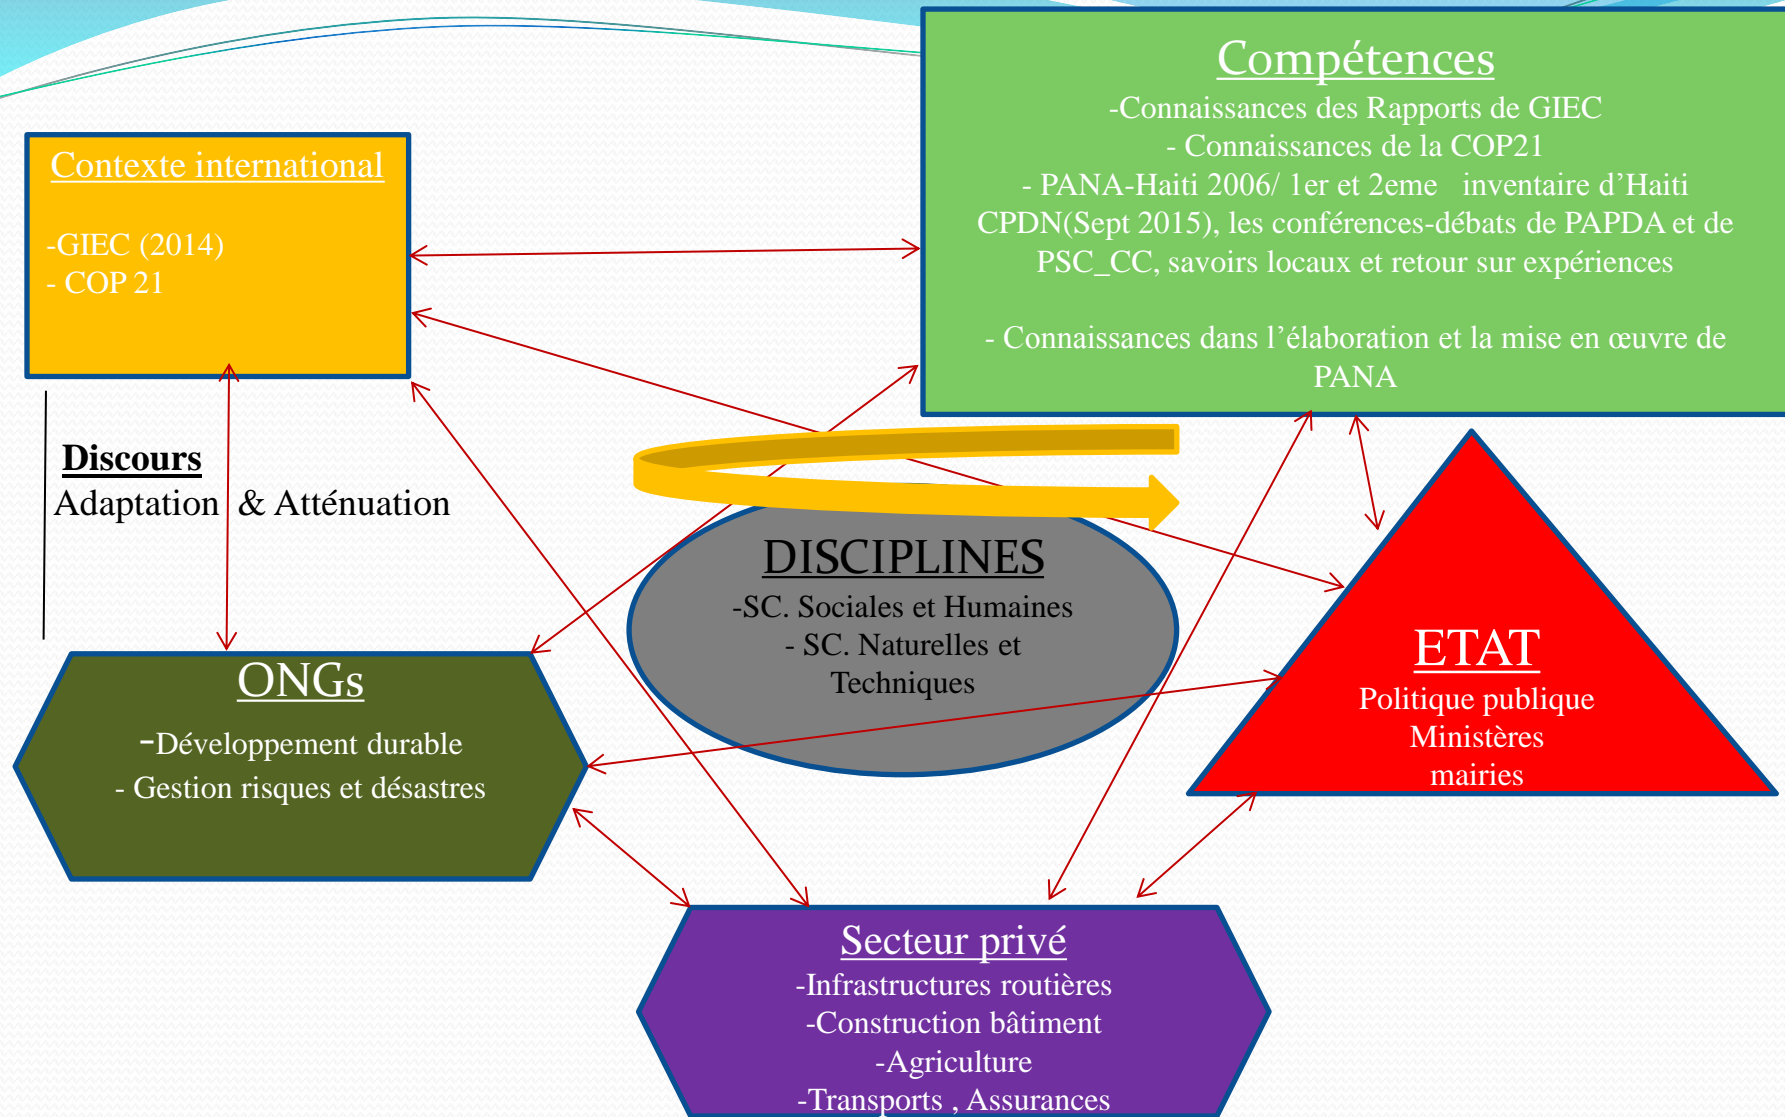 Contexte international
-GIEC (2014)
- COP 21
Compétences
-Connaissances des Rapports de GIEC
- Connaissances de la COP21
- PANA-Haiti 2006/ 1er et 2eme inventaire d’Haiti
CPDN(Sept 2015), les conférences-débats de PAPDA et de
PSC_CC, savoirs locaux et retour sur expériences
- Connaissances dans l’élaboration et la mise en œuvre de
PANA
Discours
Adaptation & Atténuation
DISCIPLINES
-SC. Sociales et Humaines
- SC. Naturelles et
Techniques
ETAT
Politique publique
Ministères
mairies
ONGs
-Développement durable
- Gestion risques et désastres
Secteur privé
-Infrastructures routières
-Construction bâtiment
-Agriculture
-Transports , Assurances